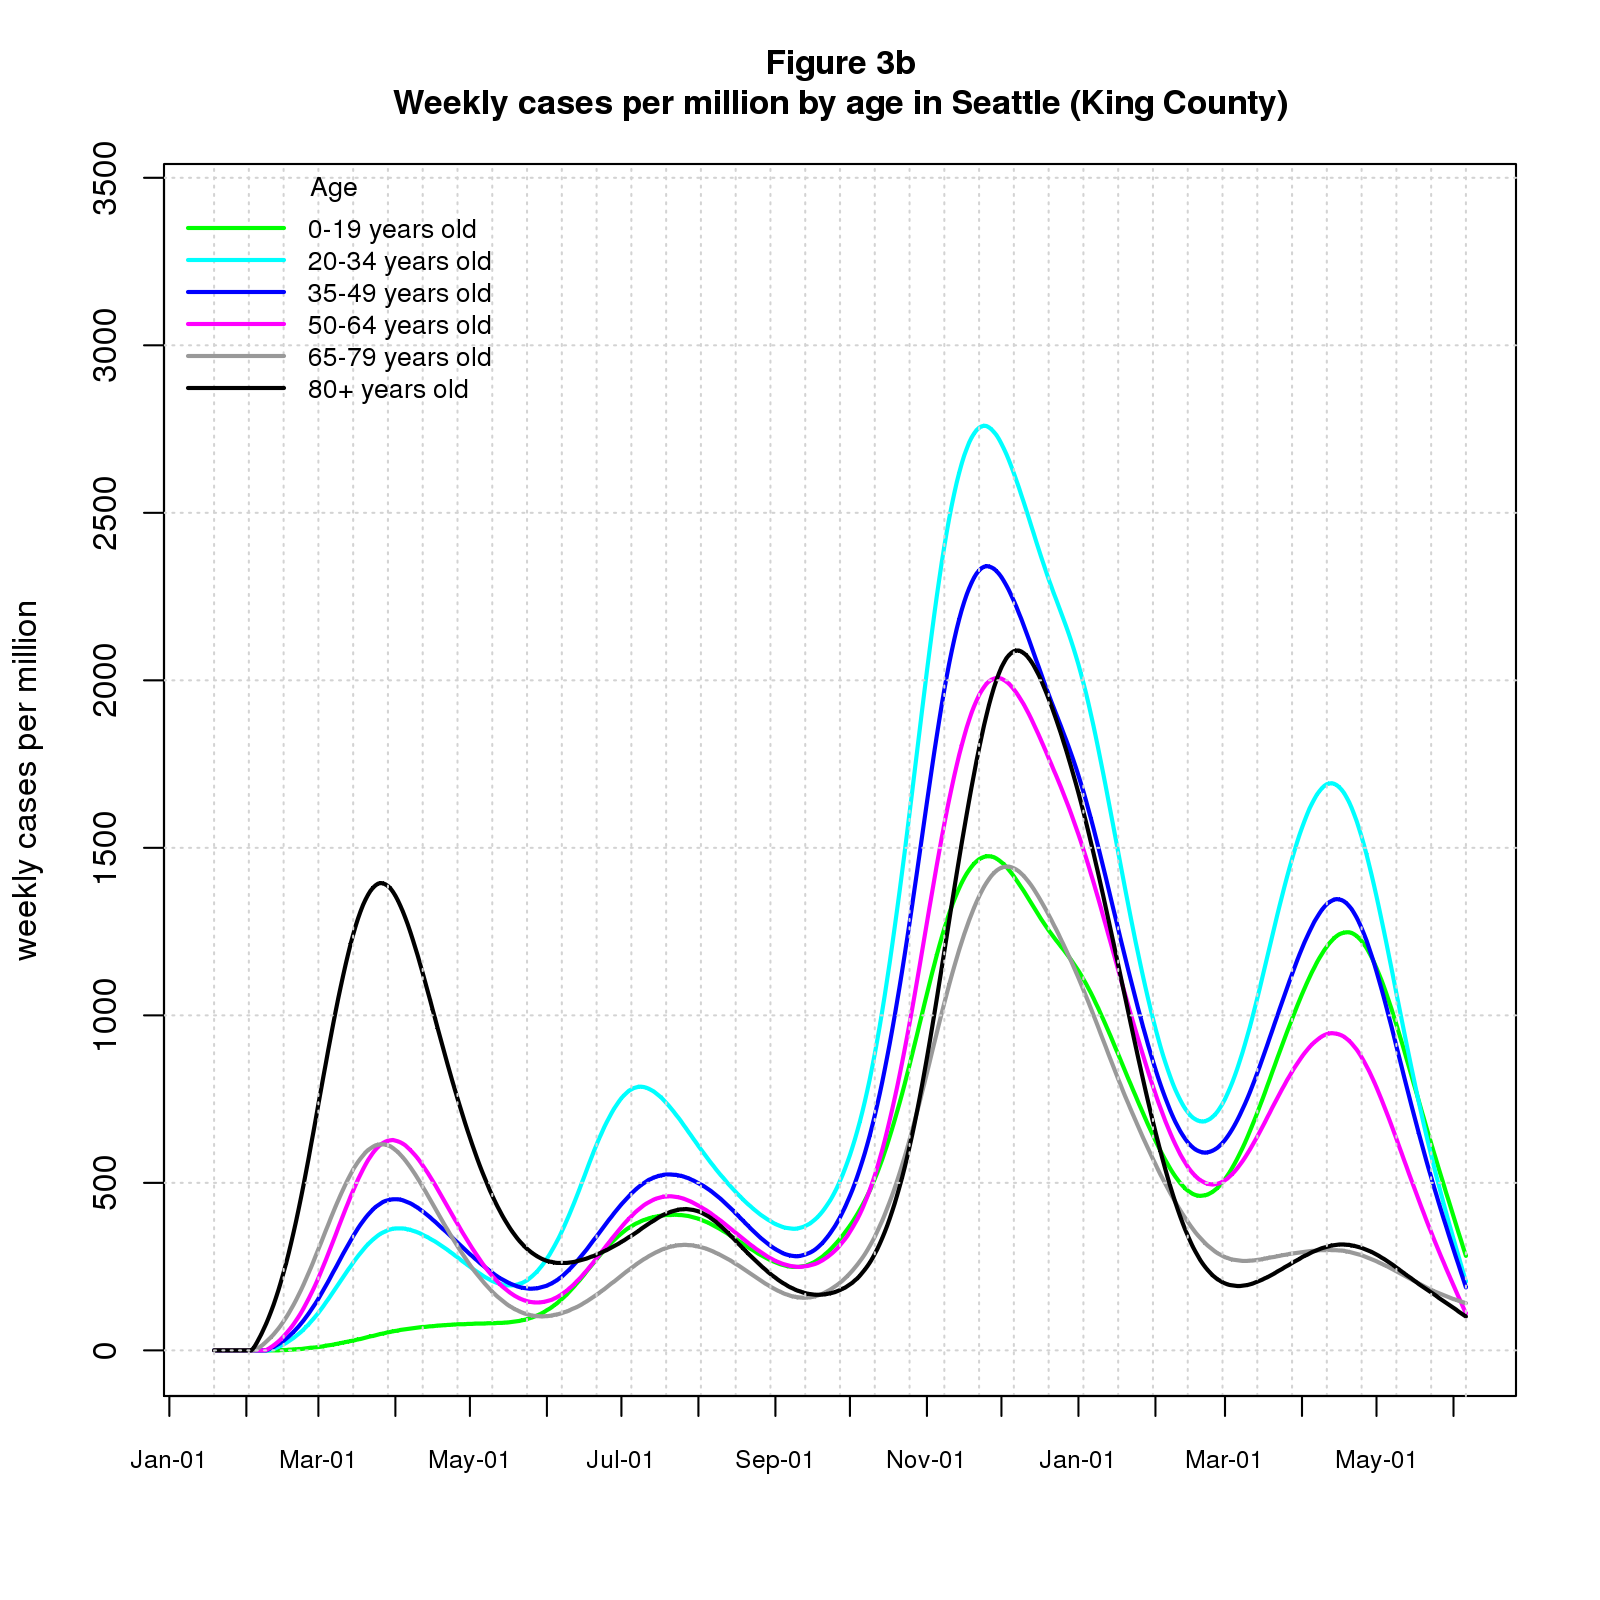 Figure 3b
Weekly cases per million by age in Seattle (King County)
Age
0-19 years old
20-34 years old
35-49 years old
50-64 years old
65-79 years old
80+ years old
weekly cases per million
3500
3000
2500
2000
1500
1000
500
0
Jan-01 Mar-01 May-01 Jul-01 Sep-01 Nov-01 Jan-01 Mar-01 May-01